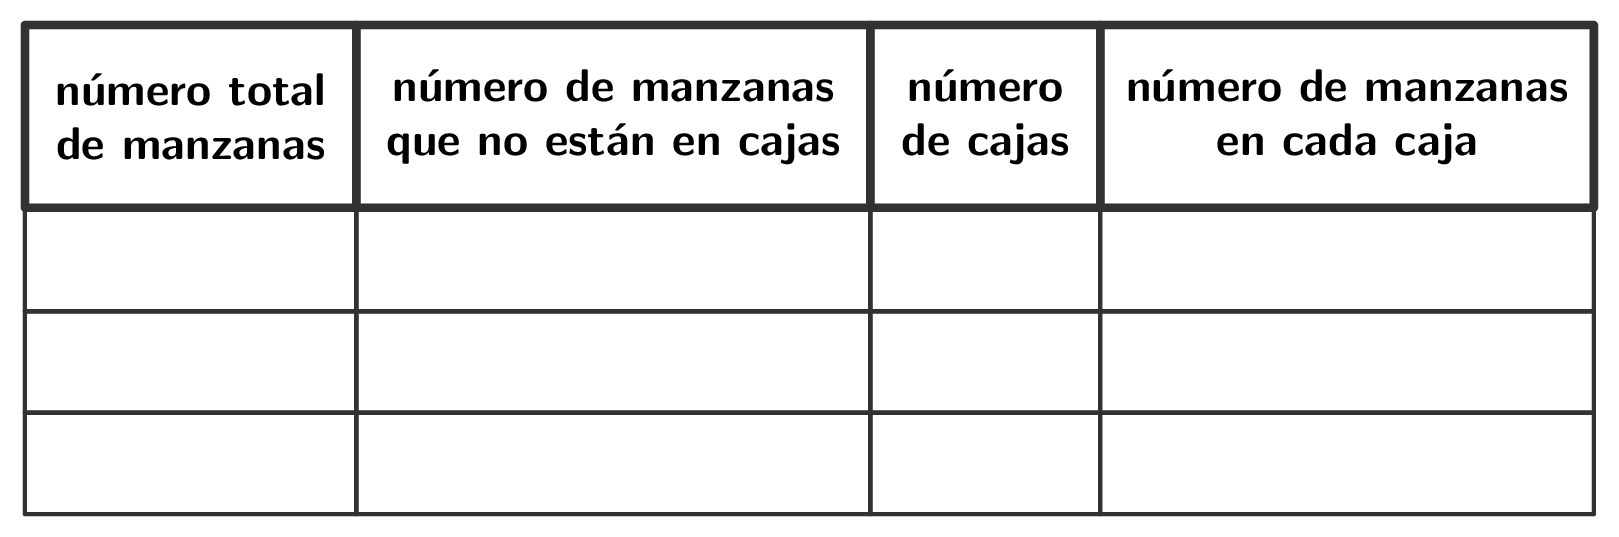 número total
de manzanas
número de manzanas
que no están en cajas
número
de cajas
número de manzanas
en cada caja